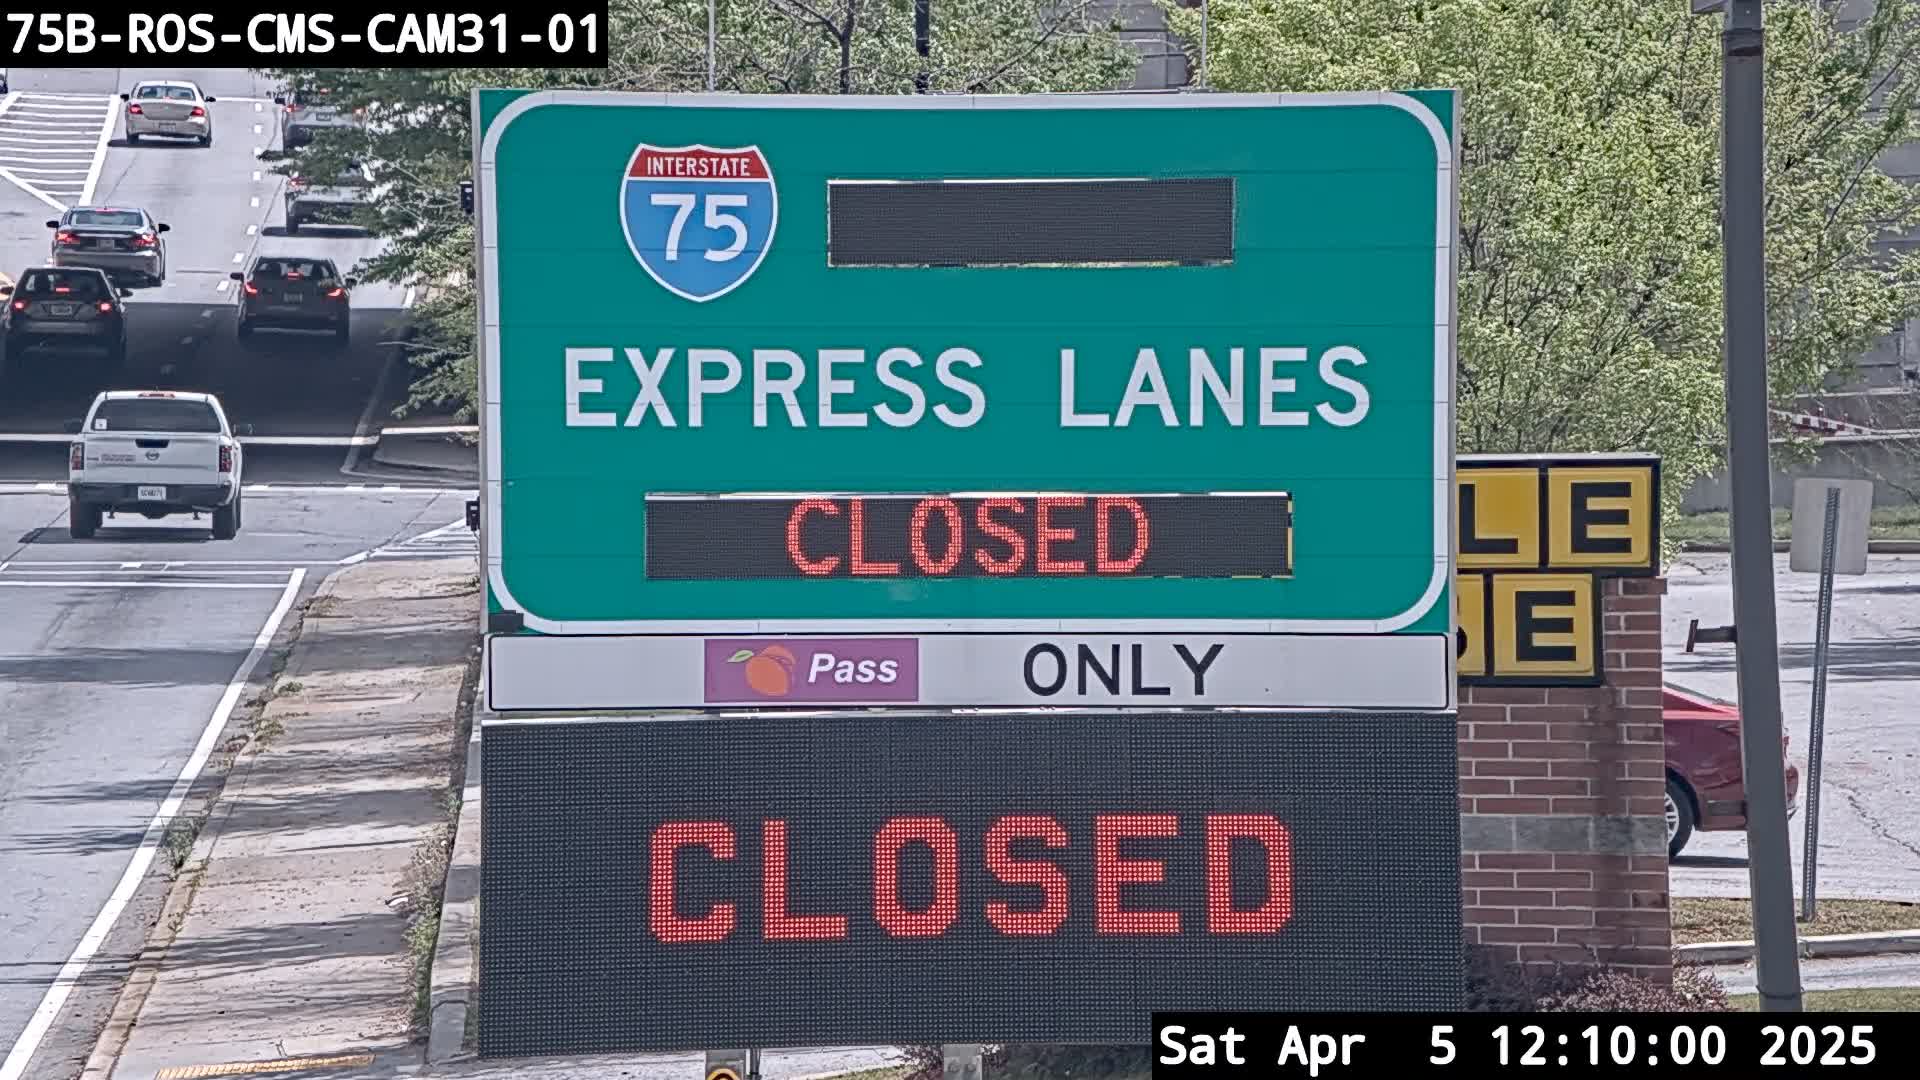 75B-ROS-CMS-CAM31-01
INTERSTATE
75
EXPRESS LANES
CLOSED
Pass ONLY
CLOSED
LE
E
Sat Apr 5 12:10:00 2025